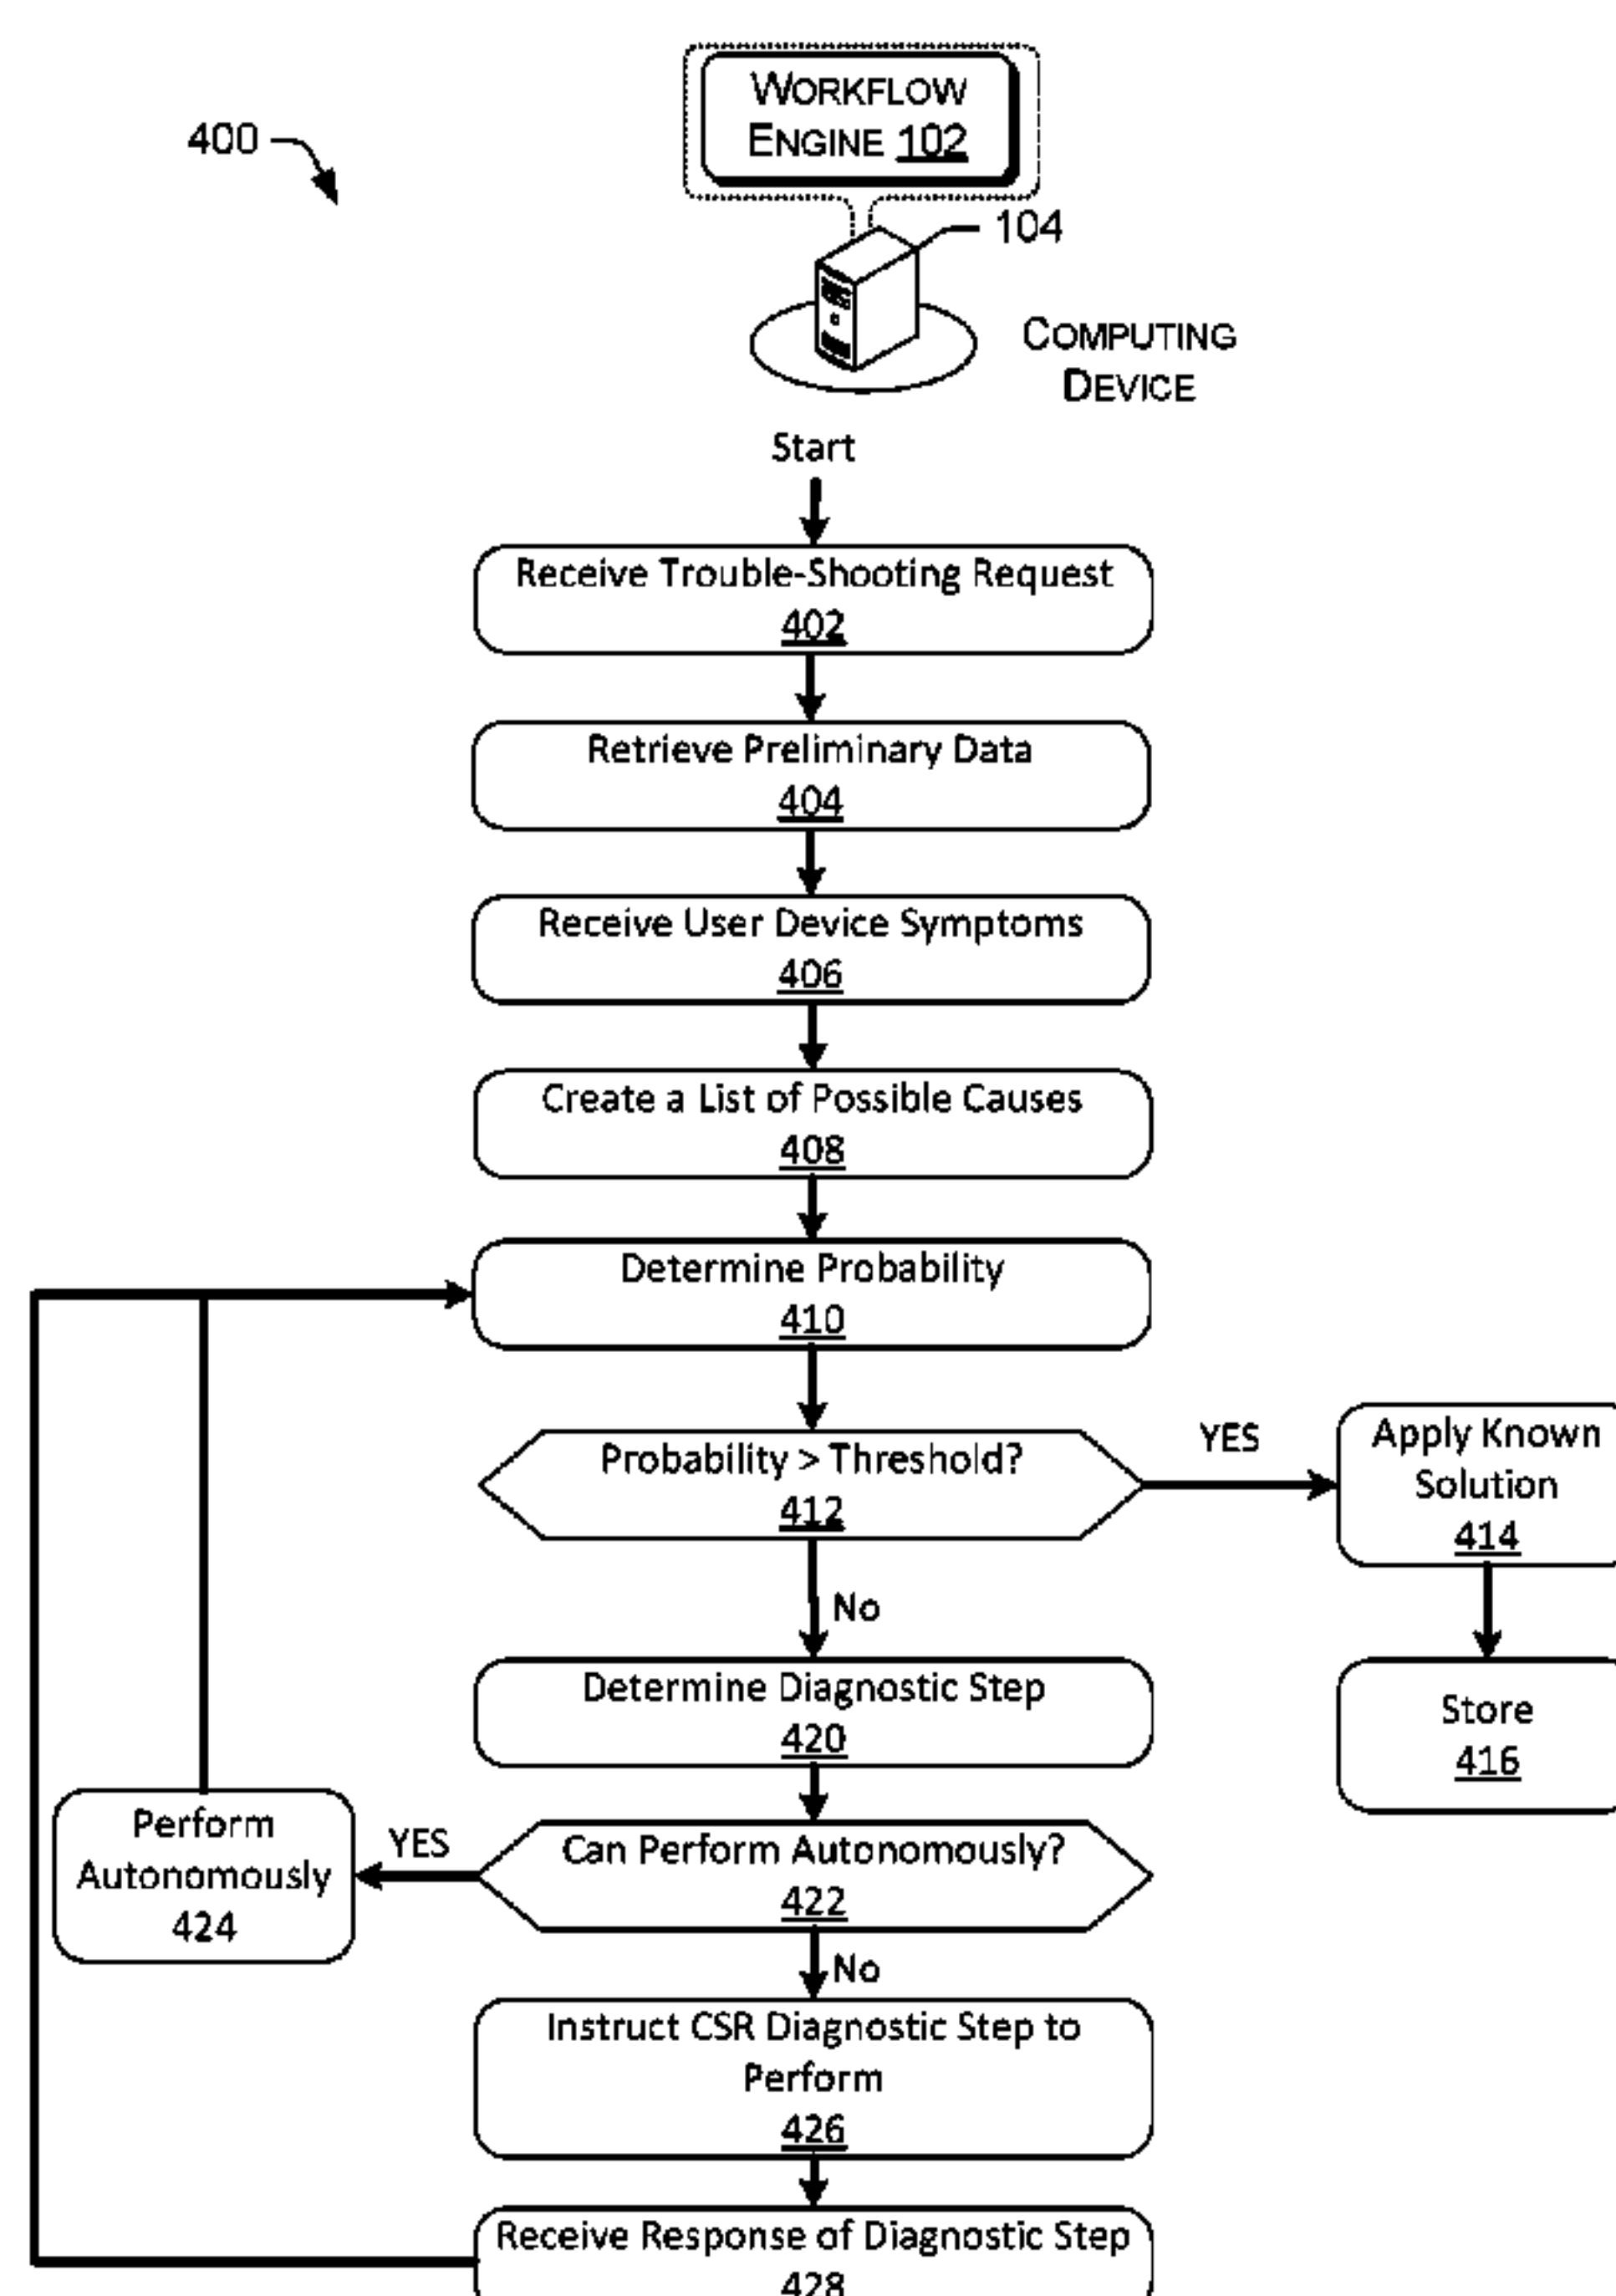 WORKFLOW
ENGINE 102
400
104
COMPUTING
DEVICE
Start
Receive Trouble-Shooting Request
402
Retrieve Preliminary Data
404
Receive User Device Symptoms
406
Create a List of Possible Causes
408
Determine Probability
410
Probability > Threshold?
412
YES
Apply Known
Solution
414
No
Store
416
Determine Diagnostic Step
420
Can Perform Autonomously?
422
YES
Perform
Autonomously
424
No
Instruct CSR Diagnostic Step to
Perform
426
Receive Response of Diagnostic Step
428